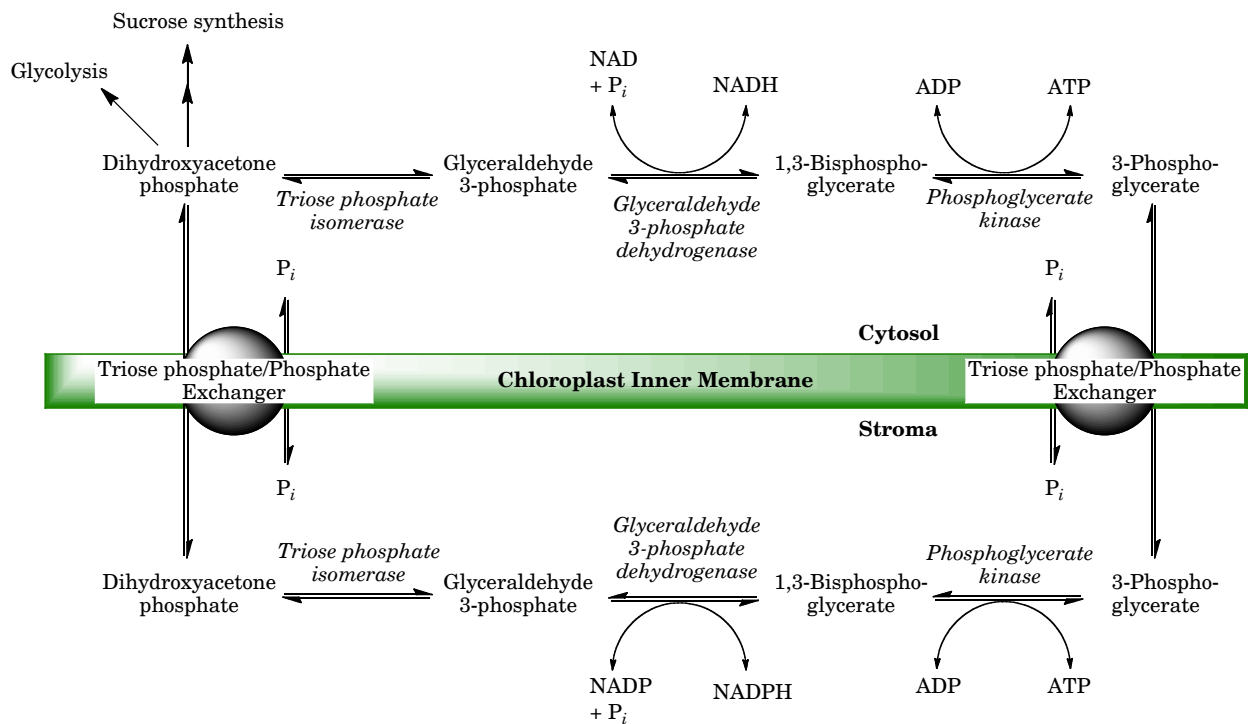 Sucrose synthesis
Glycolysis
NAD
+ Pi
NADH
ADP
ATP
Dihydroxyacetone
phosphate
Triose phosphate
isomerase
Glyceraldehyde
3-phosphate
Glyceraldehyde
3-phosphate
dehydrogenase
1,3-Bisphospho-
glycerate
Phosphoglycerate
kinase
3-Phospho-
glycerate
Pi
Pi
Cytosol
Triose phosphate/Phosphate
Exchanger
Chloroplast Inner Membrane
Triose phosphate/Phosphate
Exchanger
Stroma
Pi
Pi
Dihydroxyacetone
phosphate
Triose phosphate
isomerase
Glyceraldehyde
3-phosphate
Glyceraldehyde
3-phosphate
dehydrogenase
1,3-Bisphospho-
glycerate
Phosphoglycerate
kinase
3-Phospho-
glycerate
NADP
+ Pi
NADPH
ADP
ATP